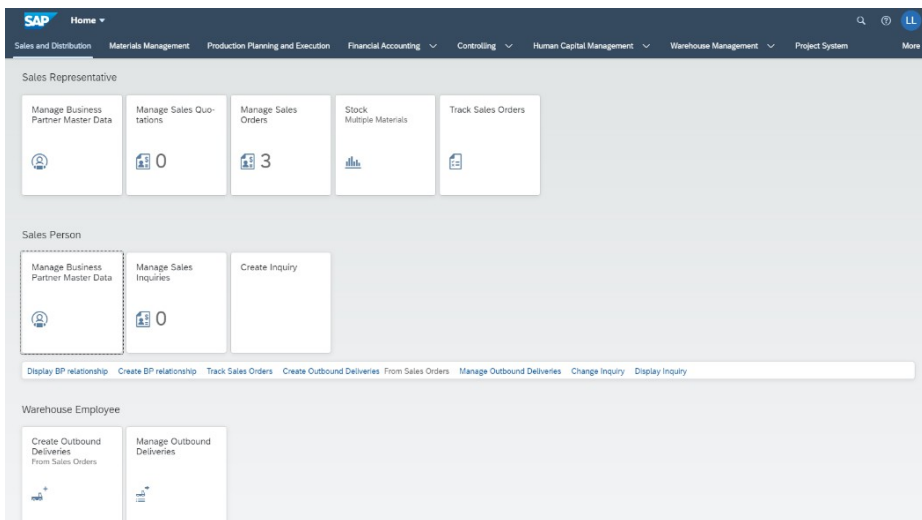 SAP Home
LL
Sales and Distribution Materials Management Production Planning and Execution Financial Accounting Controlling Human Capital Management Warehouse Management Project System More
Sales Representative
Manage Business
Partner Master Data
Manage Sales Quo-
tations
0
Manage Sales
Orders
3
Stock
Multiple Materials
Track Sales Orders
Sales Person
Manage Business
Partner Master Data
Manage Sales
Inquiries
0
Create Inquiry
Display BP relationship Create BP relationship Track Sales Orders Create Outbound Deliveries From Sales Orders Manage Outbound Deliveries Change Inquiry Display Inquiry
Warehouse Employee
Create Outbound
Deliveries
From Sales Orders
Manage Outbound
Deliveries